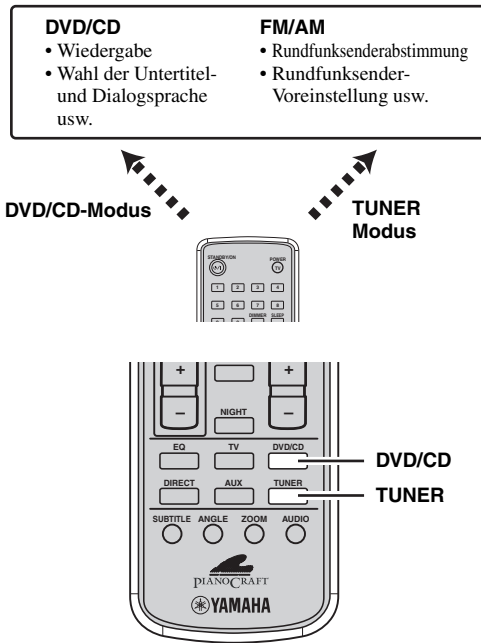 DVD/CD
• Wiedergabe
• Wahl der Untertitel-
und Dialogsprache
usw.
FM/AM
• Rundfunksenderabstimmung
• Rundfunksender-
Voreinstellung usw.
DVD/CD-Modus
TUNER
Modus
STANDBY/ON
POWER
TV
1 2 3 4
5 6 7 8
DIMMER SLEEP
+ +
– –
NIGHT
EQ TV DVD/CD
DVD/CD
DIRECT AUX TUNER
TUNER
SUBTITLE ANGLE ZOOM AUDIO
PIANOCRAFT
YAMAHA